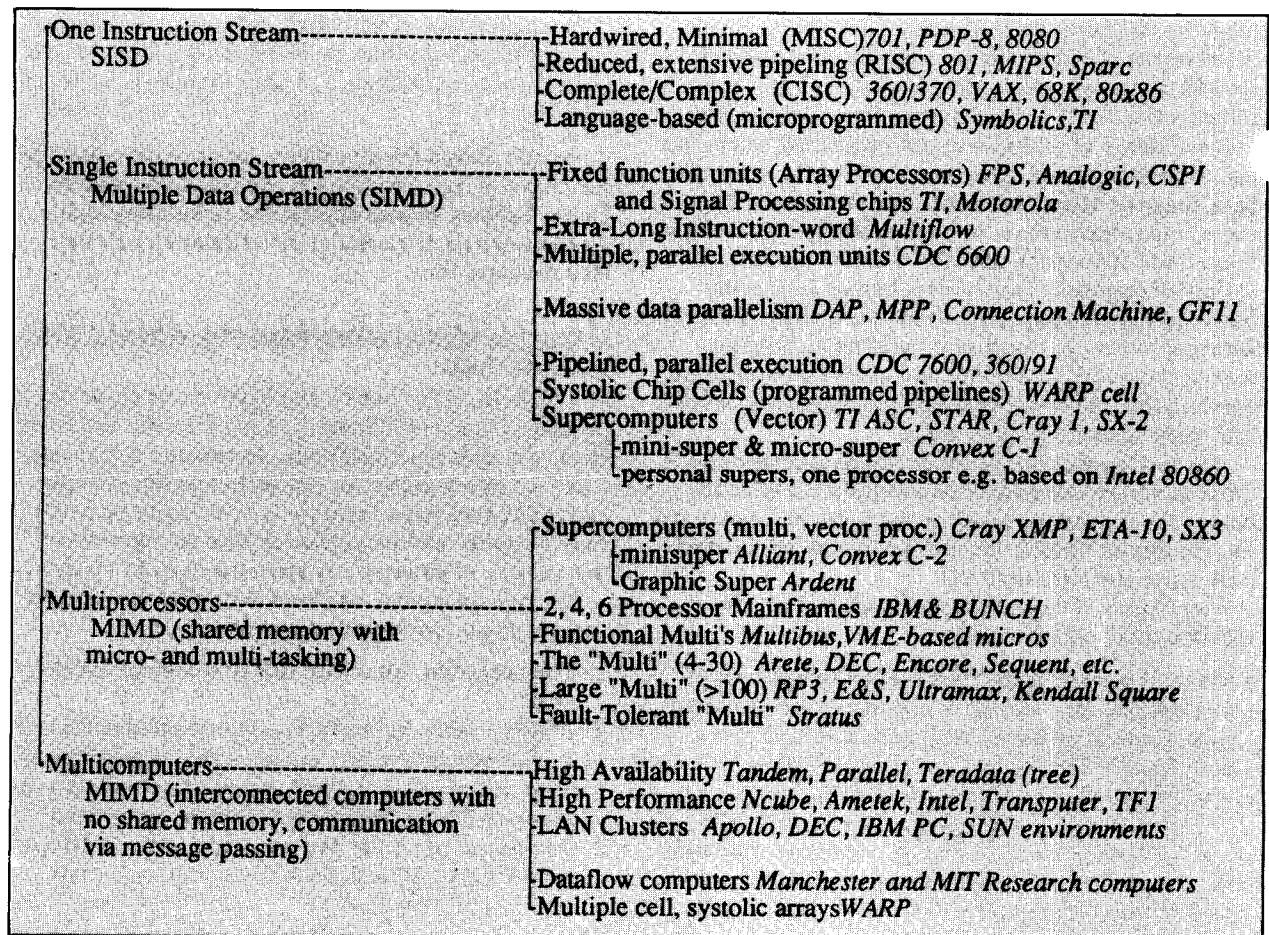 One Instruction Stream -Hardwired, Minimal (MISC)701, PDP-8, 8080
SISD -Reduced, extensive pipeling (RISC) 801, MIPS, Sparc
-Complete/Complex (CISC) 360/370, VAX, 68K, 80x86
Language-based (microprogrammed) Symbolics,TI
Single Instruction Stream -Fixed function units (Array Processors) FPS, Analogic, CSPI
Multiple Data Operations (SIMD) and Signal Processing chips TI, Motorola
-Extra-Long Instruction-word Multiflow
-Multiple, parallel execution units CDC 6600
-Massive data parallelism DAP, MPP, Connection Machine, GF11
-Pipelined, parallel execution CDC 7600, 360/91
-Systolic Chip Cells (programmed pipelines) WARP cell
Supercomputers (Vector) TI ASC, STAR, Cray 1, SX-2
-mini-super & micro-super Convex C-1
-personal supers, one processor e.g. based on Intel 80860
Supercomputers (multi, vector proc.) Cray XMP, ETA-10, SX3
-minisuper Alliant, Convex C-2
Graphic Super Ardent
Multiprocessors -2, 4, 6 Processor Mainframes IBM& BUNCH
MIMD (shared memory with -Functional Multi's Multibus,VME-based micros
micro- and multi-tasking) -The "Multi" (4-30) Arete, DEC, Encore, Sequent, etc.
-Large "Multi" (>100) RP3, E&S, Ultramax, Kendall Square
Fault-Tolerant "Multi" Stratus
Multicomputers High Availability Tandem, Parallel, Teradata (tree)
MIMD (interconnected computers with -High Performance Ncube, Ametek, Intel, Transputer, TF1
no shared memory, communication -LAN Clusters Apollo, DEC, IBM PC, SUN environments
via message passing)
-Dataflow computers Manchester and MIT Research computers
Multiple cell, systolic arraysWARP